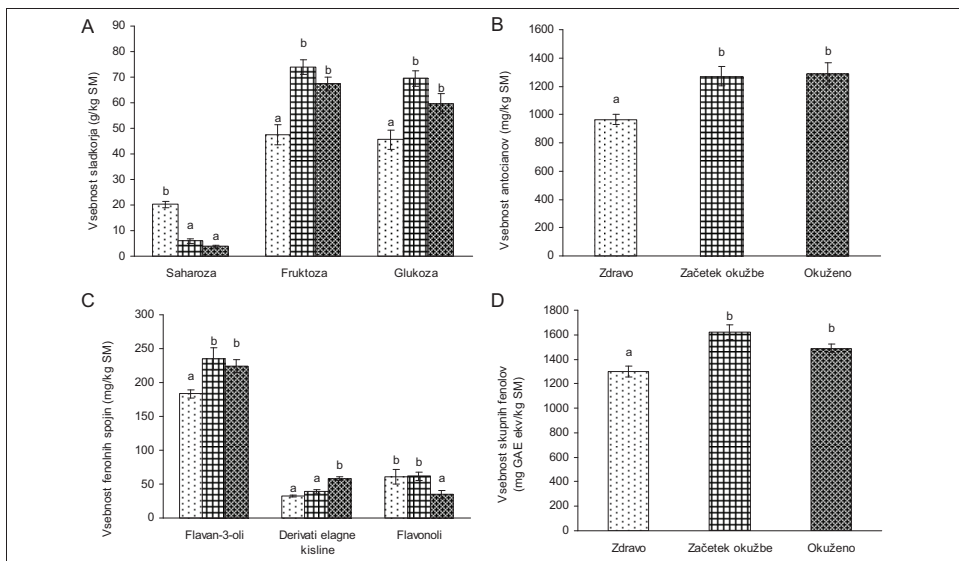 A
Vsebnost sladkorja (g/kg SM)
90
80
70
60
50
40
30
20
10
0
b
a
a
a
b
b
a
b
b
Saharoza
Fruktoza
Glukoza
B
Vsebnost antocianov (mg/kg SM)
1600
1400
1200
1000
800
600
400
200
0
a
b
b
Zdravo
Začetek okužbe
Okuženo
C
Vsebnost fenolnih spojin (mg/kg SM)
300
250
200
150
100
50
0
a
b
b
a
a
b
b
b
a
Flavan-3-oli
Derivati elagne
kisline
Flavonoli
D
Vsebnost skupnih fenolov
(mg GAE ekv/kg SM)
1800
1600
1400
1200
1000
800
600
400
200
0
a
b
b
Zdravo
Začetek okužbe
Okuženo